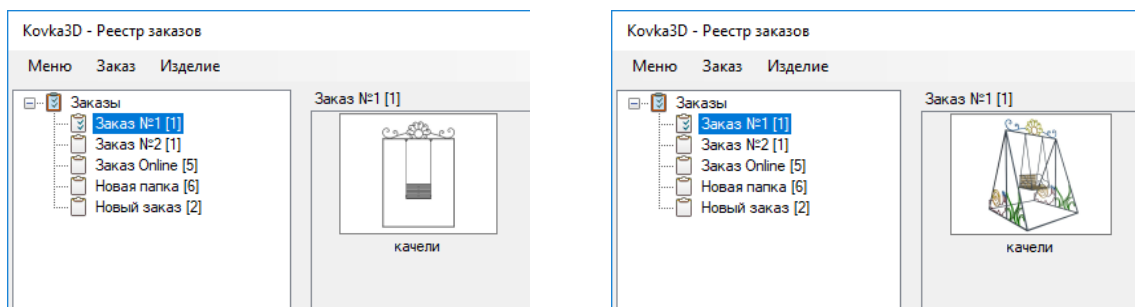 Kovka3D - Реестр заказов
Меню Заказ Изделие
Заказы
Заказ №1 [1]
Заказ №2 [1]
Заказ Online [5]
Новая папка [6]
Новый заказ [2]
Заказ №1 [1]
качели
Kovka3D - Реестр заказов
Меню Заказ Изделие
Заказы
Заказ №1 [1]
Заказ №2 [1]
Заказ Online [5]
Новая папка [6]
Новый заказ [2]
Заказ №1 [1]
качели